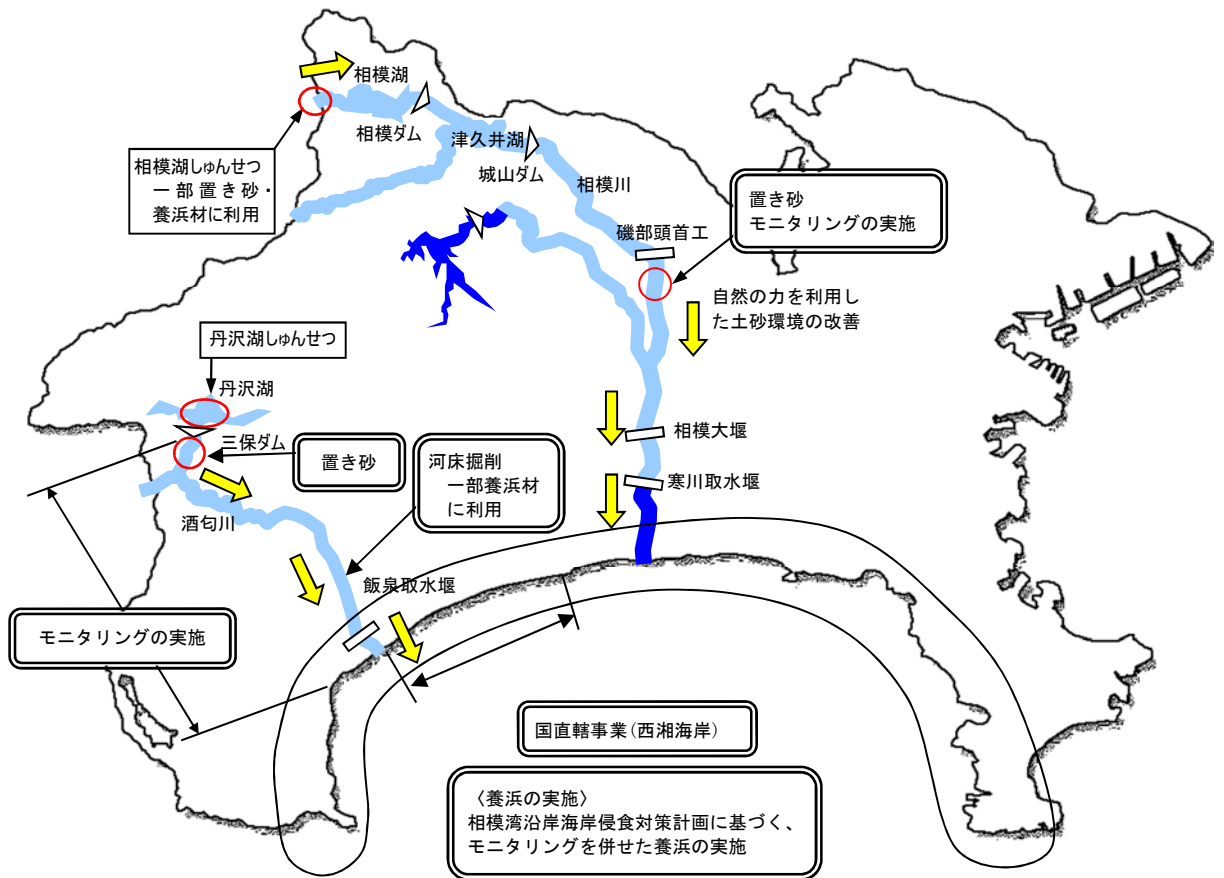 相模湖
相模ダム
津久井湖
城山ダム
相模川
相模湖しゅんせつ
一部置き砂・
養浜材に利用
置き砂
モニタリングの実施
磯部頭首工
自然の力を利用し
た土砂環境の改善
丹沢湖しゅんせつ
丹沢湖
三保ダム
置き砂
河床掘削
一部養浜材
に利用
相模大堰
寒川取水堰
酒匂川
飯泉取水堰
モニタリングの実施
国直轄事業(西湘海岸)
〈養浜の実施〉
相模湾沿岸海岸侵食対策計画に基づく、
モニタリングを併せた養浜の実施